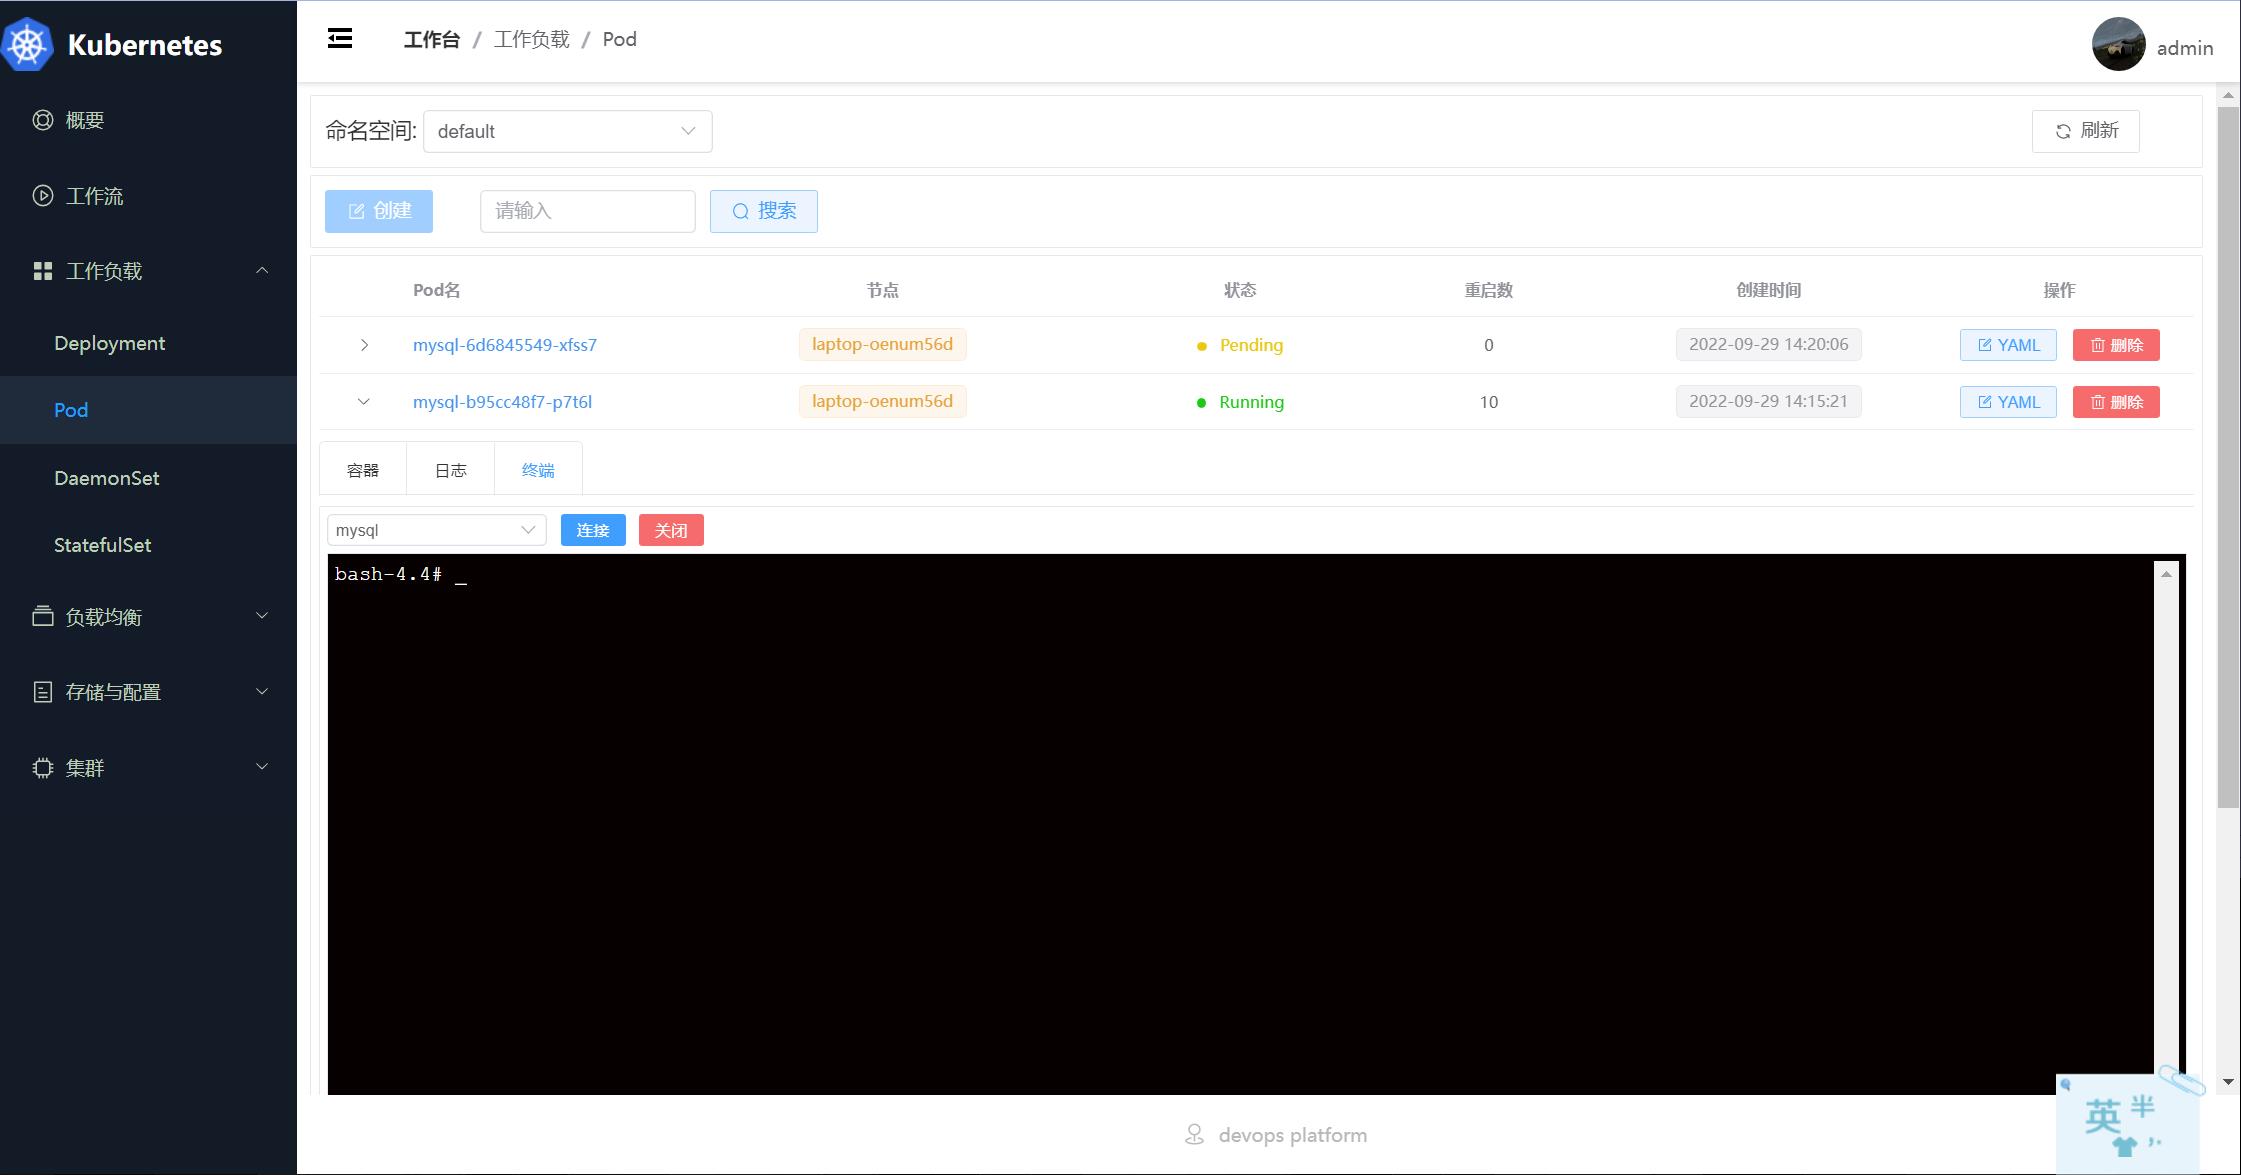 Kubernetes
工作台 / 工作负载 / Pod
admin
概要
工作流
工作负载
Deployment
Pod
DaemonSet
StatefulSet
负载均衡
存储与配置
集群
命名空间: default
刷新
创建 请输入 搜索
Pod名 节点 状态 重启数 创建时间 操作
mysql-6d6845549-xfss7 laptop-oenum56d Pending 0 2022-09-29 14:20:06 YAML 删除
mysql-b95cc48f7-p7t6l laptop-oenum56d Running 10 2022-09-29 14:15:21 YAML 删除
容器 日志 终端
mysql 连接 关闭
bash-4.4# _
devops platform
英 半